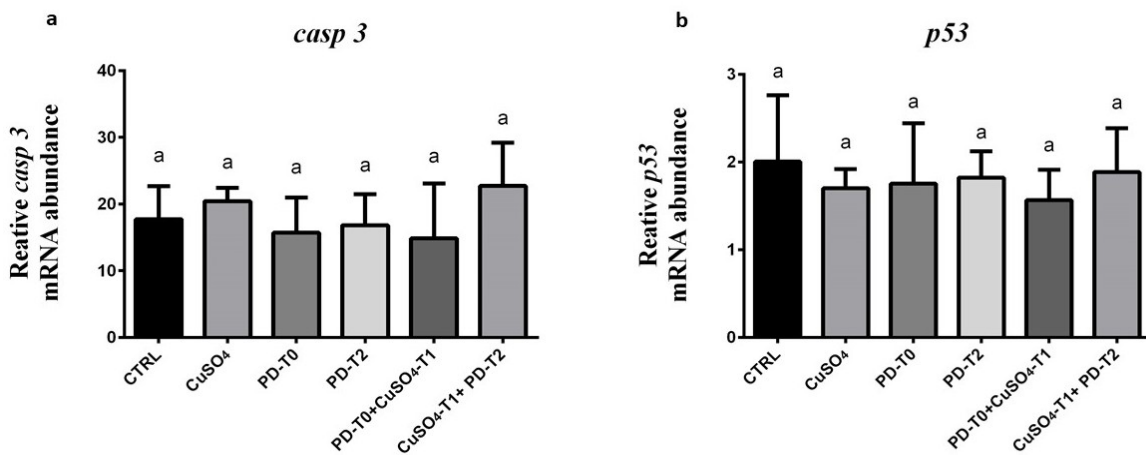 a
casp 3
Reative casp 3
mRNA abundance
40
30
20
10
0
a
a
a
a
a
a
CTRL
CuSO₄
PD-T0
PD-T2
PD-T0+CuSO₄-T1
CuSO₄-T1+ PD-T2
b
p53
Reative p53
mRNA abundance
3
2
1
0
a
a
a
a
a
a
CTRL
CuSO₄
PD-T0
PD-T2
PD-T0+CuSO₄-T1
CuSO₄-T1+ PD-T2